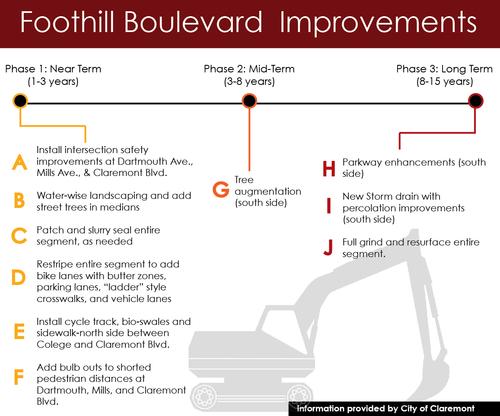 Foothill Boulevard Improvements
Phase 1: Near Term
(1-3 years)
Phase 2: Mid-Term
(3-8 years)
Phase 3: Long Term
(8-15 years)
A
Install intersection safety
improvements at Dartmouth Ave.,
Mills Ave., & Claremont Blvd.
B
Water-wise landscaping and add
street trees in medians
C
Patch and slurry seal entire
segment, as needed
D
Restripe entire segment to add
bike lanes with butter zones,
parking lanes, "ladder" style
crosswalks, and vehicle lanes
E
Install cycle track, bio-swales and
sidewalk-north side between
Colege and Claremont Blvd.
F
Add bulb outs to shorted
pedestrian distances at
Dartmouth, Mills, and Claremont
Blvd.
G
Tree
augmentation
(south side)
H
Parkway enhancements (south
side)
I
New Storm drain with
percolation improvements
(south side)
J
Full grind and resurface entire
segment.
Information provided by City of Claremont